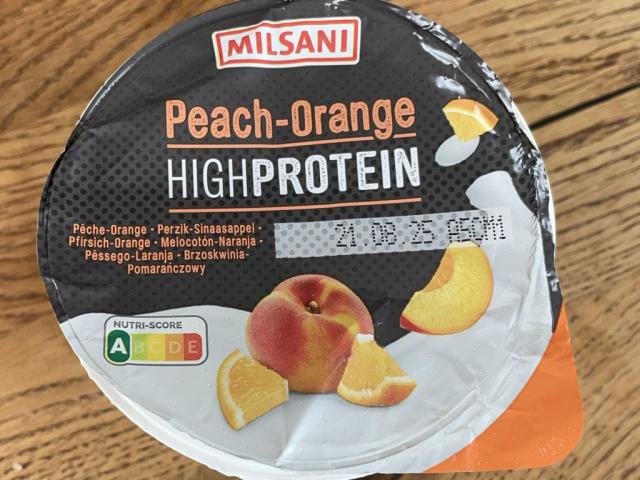 MILSANI
Peach-Orange
HIGHPROTEIN
Pêche-Orange • Perzik-Sinaasappel •
Pfirsich-Orange • Melocotón-Naranja •
Pêssego-Laranja • Brzoskwinia-
Pomarańczowy
21.08.25
NUTRI-SCORE
ABCDE